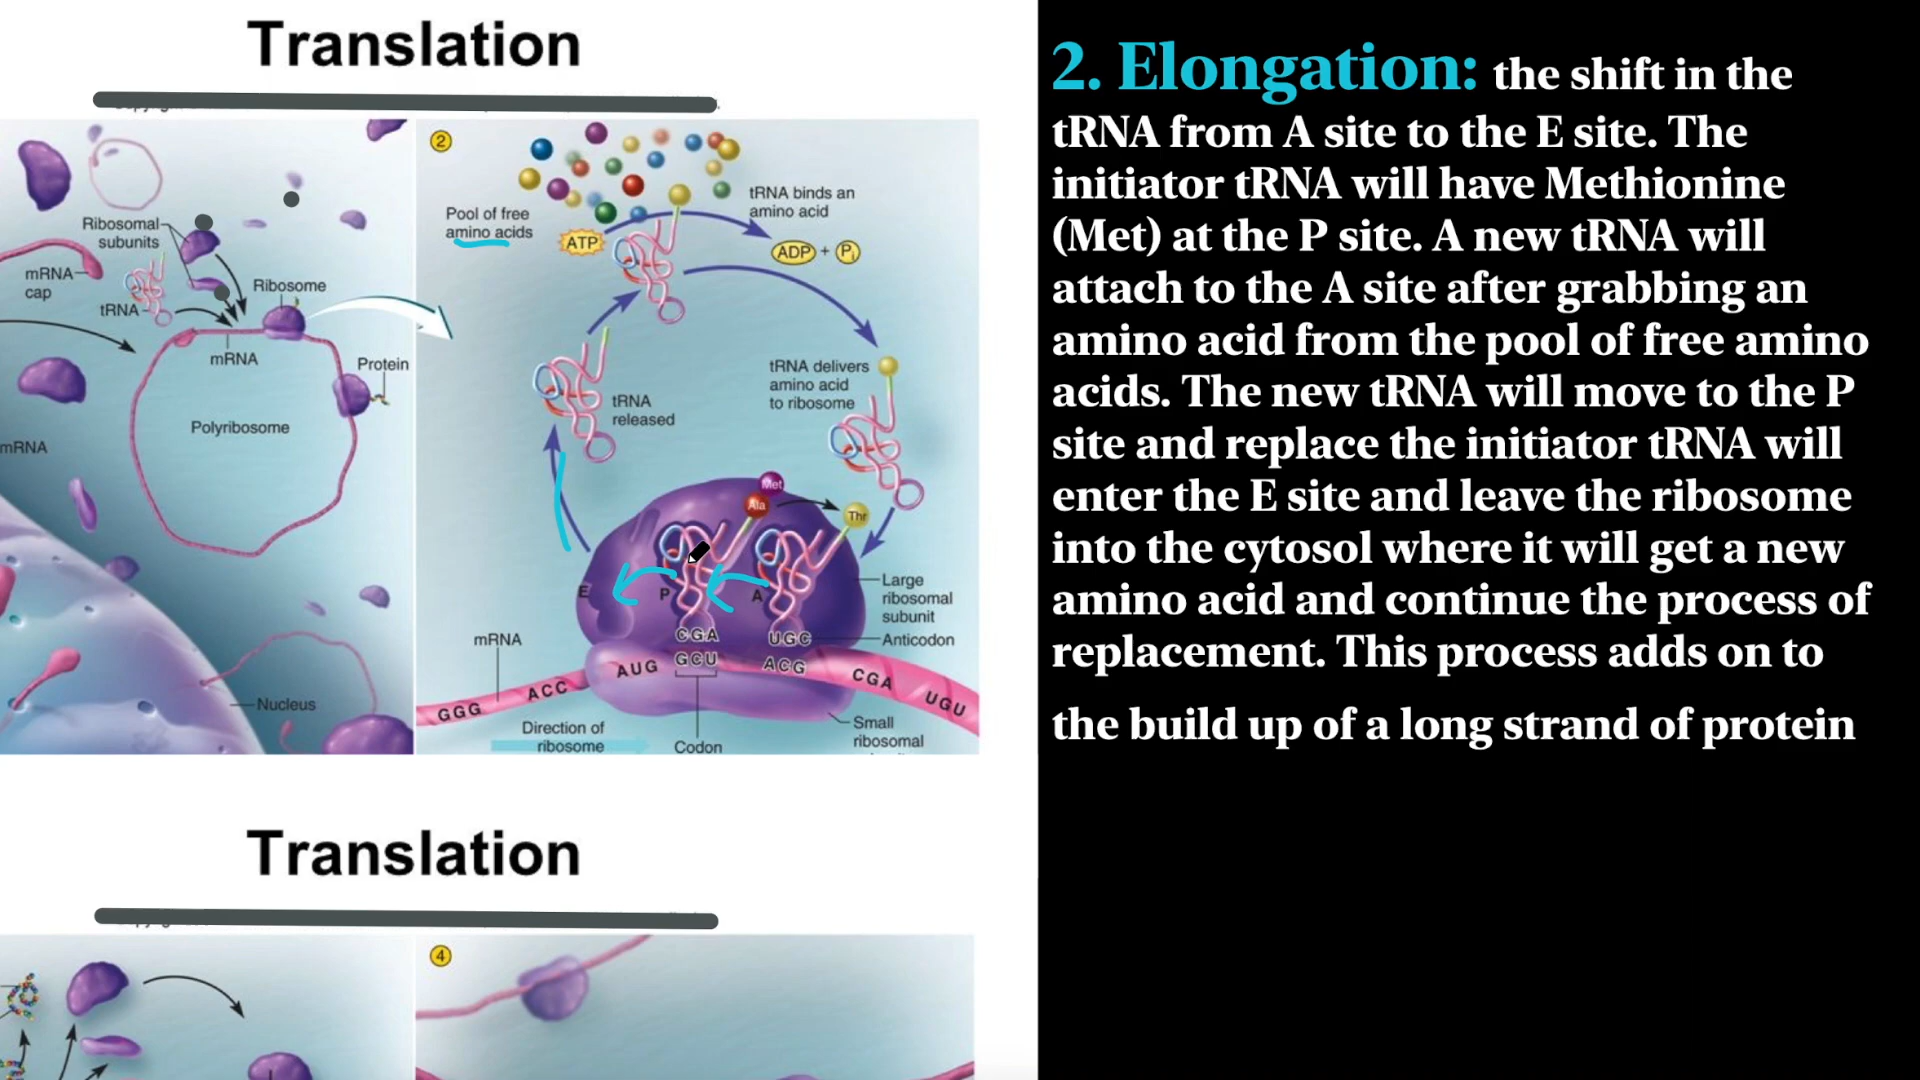 Translation
Ribosomal
subunits
mRNA
cap
tRNA
Ribosome
mRNA
Protein
Polyribosome
mRNA
Nucleus
2
Pool of free
amino acids
ATP
tRNA binds an
amino acid
ADP + Pi
tRNA
released
tRNA delivers
amino acid
to ribosome
Met
Ala
Thr
E
P
A
Large
ribosomal
subunit
mRNA
CGA
UGC
Anticodon
GGG ACC AUG GCU ACG CGA UGU
Direction of
ribosome
Codon
Small
ribosomal
Translation
4
2. Elongation: the shift in the
tRNA from A site to the E site. The
initiator tRNA will have Methionine
(Met) at the P site. A new tRNA will
attach to the A site after grabbing an
amino acid from the pool of free amino
acids. The new tRNA will move to the P
site and replace the initiator tRNA will
enter the E site and leave the ribosome
into the cytosol where it will get a new
amino acid and continue the process of
replacement. This process adds on to
the build up of a long strand of protein